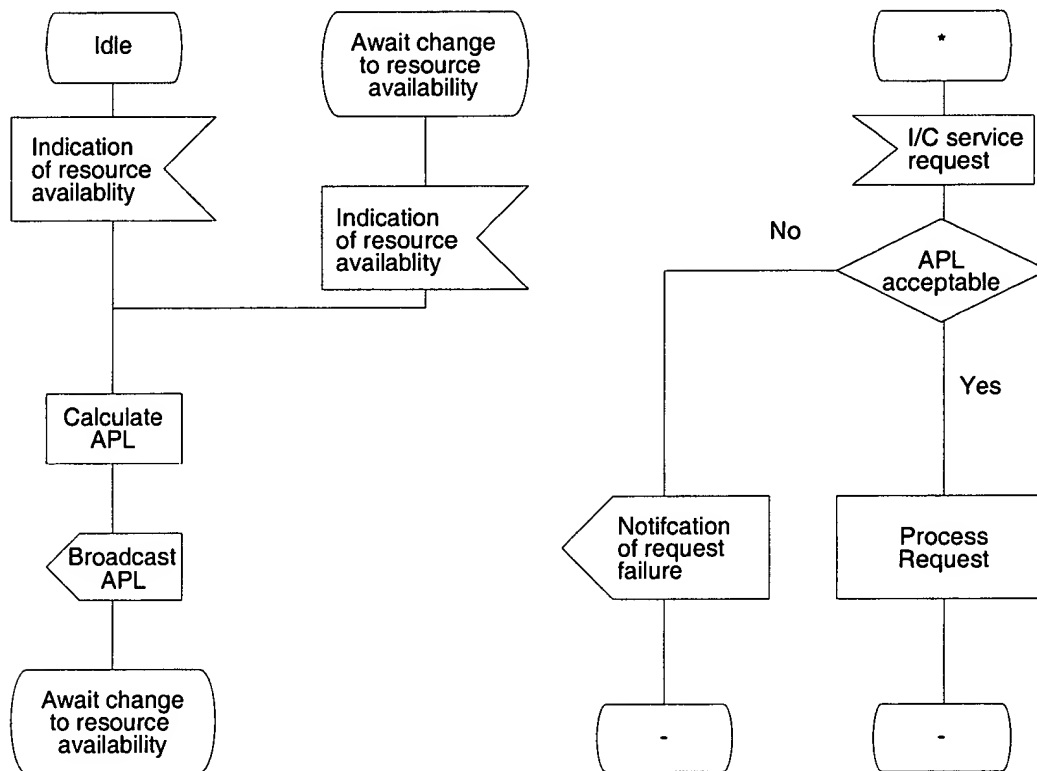 Idle
Indication
of resource
availablity
Await change
to resource
availability
Indication
of resource
availablity
Calculate
APL
Broadcast
APL
Await change
to resource
availability
*
I/C service
request
APL
acceptable
No
Yes
Notifcation
of request
failure
Process
Request
-
-